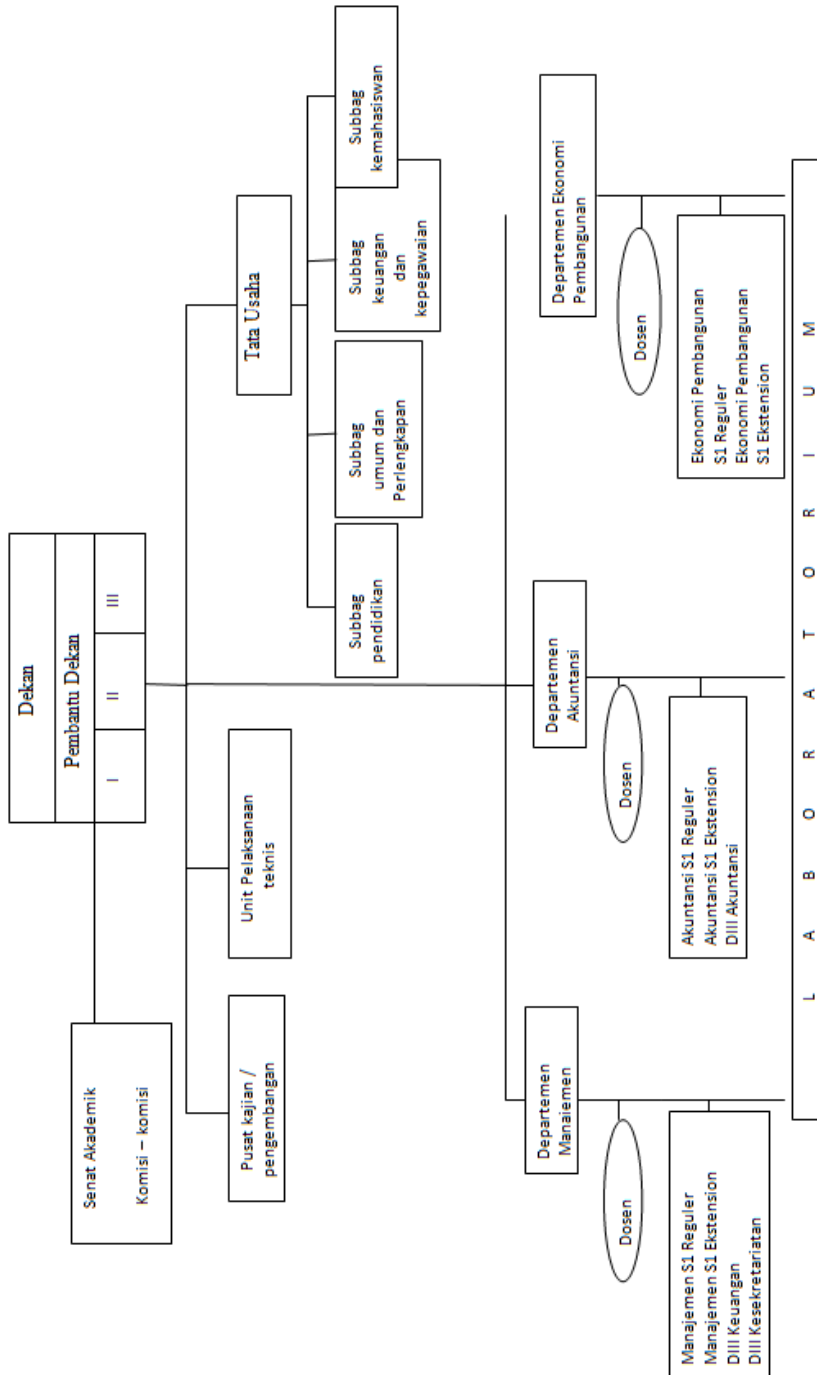 Dekan
Pembantu Dekan
I II III
Senat Akademik
Komisi – komisi
Pusat kajian /
pengembangan
Unit Pelaksanaan
teknis
Tata Usaha
Subbag
pendidikan
Subbag
umum dan
Perlengkapan
Subbag
keuangan
dan
kepegawaian
Subbag
kemahasiswan
Departemen
Manaiemen
Departemen
Akuntansi
Departemen Ekonomi
Pembangunan
Dosen
Dosen
Dosen
Manajemen S1 Reguler
Manajemen S1 Ekstension
DIII Keuangan
DIII Kesekretariatan
Akuntansi S1 Reguler
Akuntansi S1 Ekstension
DIII Akuntansi
Ekonomi Pembangunan
S1 Reguler
Ekonomi Pembangunan
S1 Ekstension
L A B O R A T O R I U M